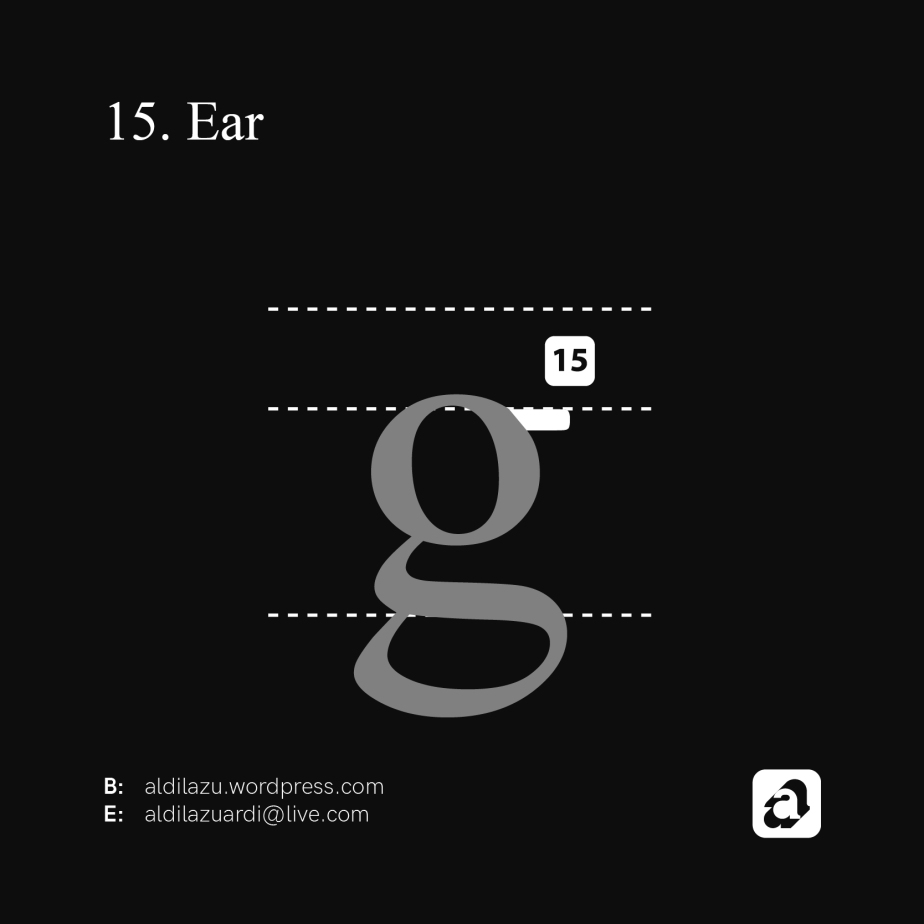 15. Ear
15
g
B: aldilazu.wordpress.com
E: aldilazuardi@live.com
a